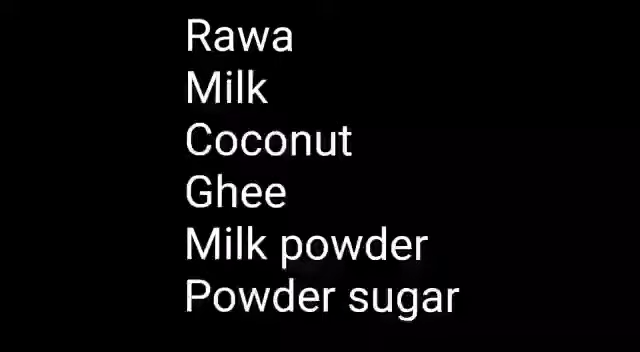 Rawa
Milk
Coconut
Ghee
Milk powder
Powder sugar